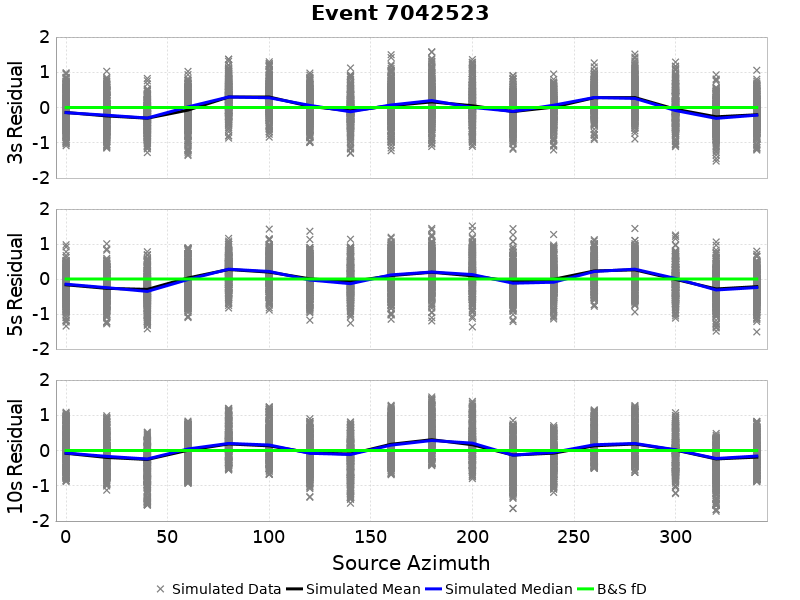 Event 7042523
3s Residual
2
1
0
-1
-2
5s Residual
2
1
0
-1
-2
10s Residual
2
1
0
-1
-2
0 50 100 150 200 250 300
Source Azimuth
Simulated Data Simulated Mean Simulated Median B&S fD